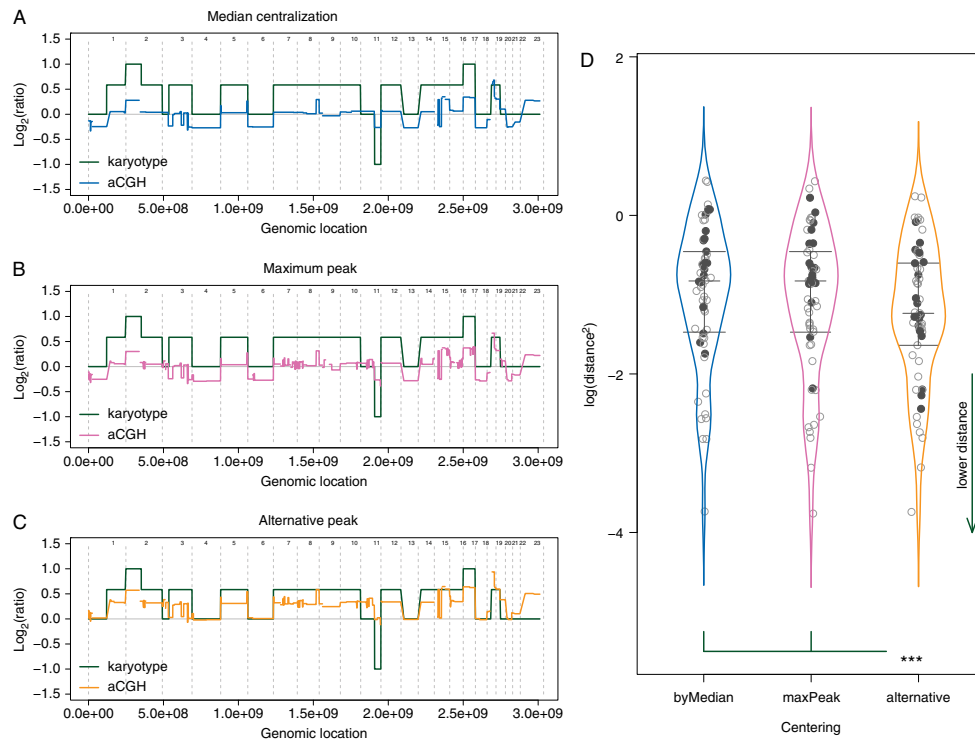 A
Median centralization
1 2 3 4 5 6 7 8 9 10 11 12 13 14 15 16 17 18 19 20 21 22 23
1.5
1.0
0.5
0.0
−0.5
−1.0
−1.5
Log2(ratio)
karyotype
aCGH
0.0e+00 5.0e+08 1.0e+09 1.5e+09 2.0e+09 2.5e+09 3.0e+09
Genomic location
B
Maximum peak
1 2 3 4 5 6 7 8 9 10 11 12 13 14 15 16 17 18 19 20 21 22 23
1.5
1.0
0.5
0.0
−0.5
−1.0
−1.5
Log2(ratio)
karyotype
aCGH
0.0e+00 5.0e+08 1.0e+09 1.5e+09 2.0e+09 2.5e+09 3.0e+09
Genomic location
C
Alternative peak
1 2 3 4 5 6 7 8 9 10 11 12 13 14 15 16 17 18 19 20 21 22 23
1.5
1.0
0.5
0.0
−0.5
−1.0
−1.5
Log2(ratio)
karyotype
aCGH
0.0e+00 5.0e+08 1.0e+09 1.5e+09 2.0e+09 2.5e+09 3.0e+09
Genomic location
D
2
0
−2
−4
log(distance²)
lower distance
***
byMedian maxPeak alternative
Centering